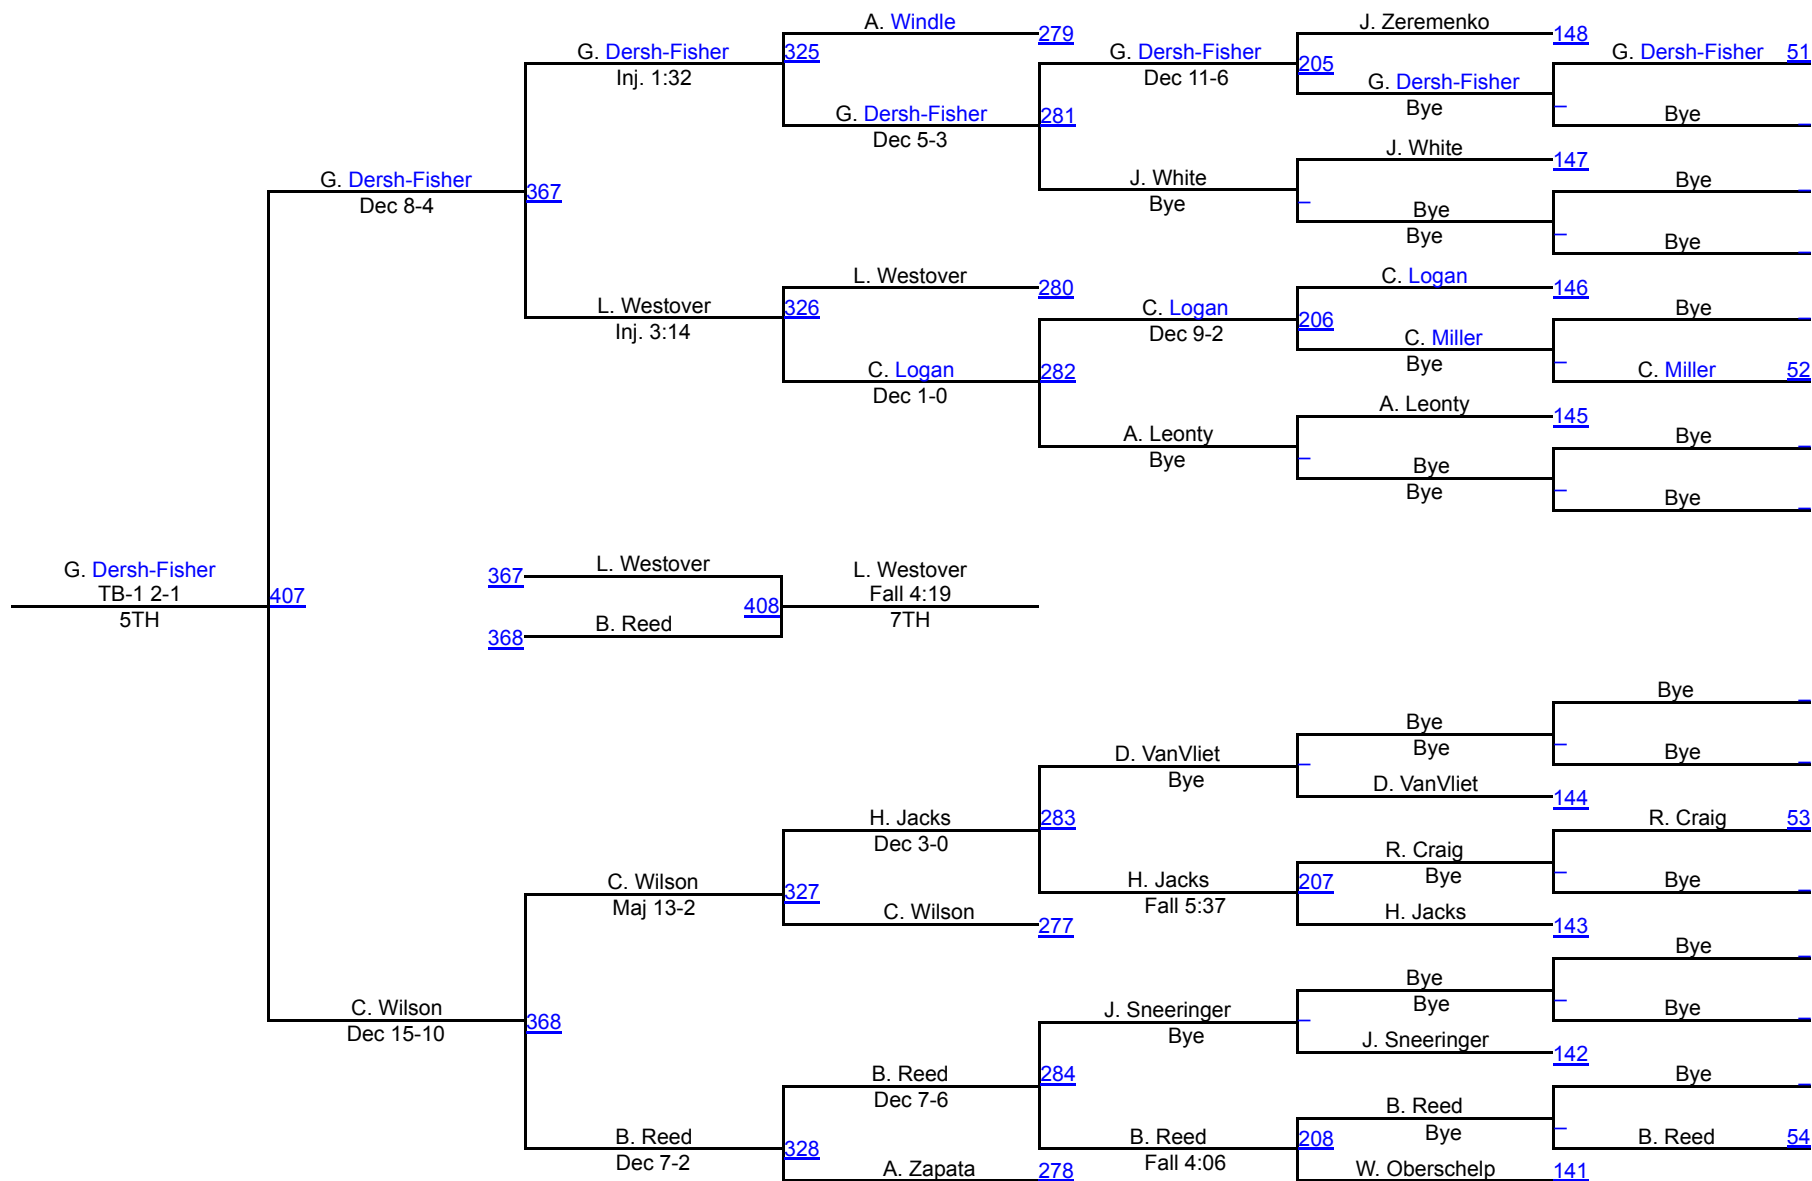 A. Windle
279
J. Zeremenko
148
G. Dersh-Fisher
Inj. 1:32
325
G. Dersh-Fisher
Dec 11-6
205
G. Dersh-Fisher
51
G. Dersh-Fisher
Bye
G. Dersh-Fisher
Dec 5-3
281
Bye
J. White
147
G. Dersh-Fisher
Dec 8-4
367
J. White
Bye
Bye
Bye
Bye
Bye
L. Westover
280
C. Logan
146
L. Westover
Inj. 3:14
326
C. Logan
Dec 9-2
206
Bye
C. Miller
Bye
C. Logan
Dec 1-0
282
C. Miller
52
A. Leonty
145
A. Leonty
Bye
Bye
Bye
Bye
Bye
G. Dersh-Fisher
TB-1 2-1
5TH
407
367
L. Westover
368
B. Reed
408
L. Westover
Fall 4:19
7TH
Bye
Bye
Bye
Bye
D. VanVliet
Bye
D. VanVliet
144
H. Jacks
Dec 3-0
283
R. Craig
53
R. Craig
Bye
C. Wilson
Maj 13-2
327
H. Jacks
Fall 5:37
207
Bye
C. Wilson
277
H. Jacks
143
Bye
Bye
Bye
C. Wilson
Dec 15-10
368
J. Sneeringer
Bye
Bye
J. Sneeringer
142
B. Reed
Dec 7-6
284
Bye
B. Reed
Bye
B. Reed
Dec 7-2
328
B. Reed
Fall 4:06
208
B. Reed
54
A. Zapata
278
W. Oberschelp
141